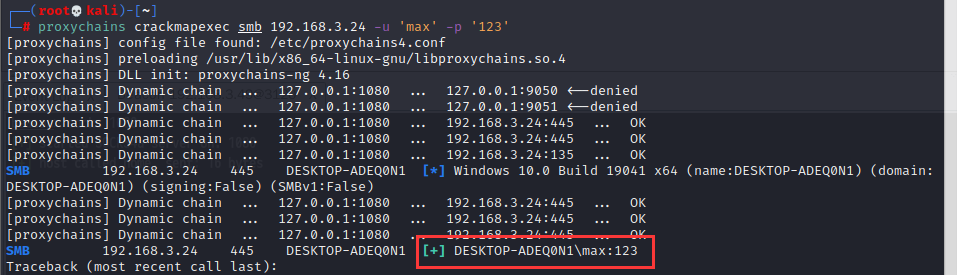 ┌──(root💀kali)-[~]
└─# proxychains crackmapexec smb 192.168.3.24 -u 'max' -p '123'
[proxychains] config file found: /etc/proxychains4.conf
[proxychains] preloading /usr/lib/x86_64-linux-gnu/libproxychains.so.4
[proxychains] DLL init: proxychains-ng 4.16
[proxychains] Dynamic chain ... 127.0.0.1:1080 ... 127.0.0.1:9050 <--denied
[proxychains] Dynamic chain ... 127.0.0.1:1080 ... 127.0.0.1:9051 <--denied
[proxychains] Dynamic chain ... 127.0.0.1:1080 ... 192.168.3.24:445 ... OK
[proxychains] Dynamic chain ... 127.0.0.1:1080 ... 192.168.3.24:445 ... OK
[proxychains] Dynamic chain ... 127.0.0.1:1080 ... 192.168.3.24:135 ... OK
SMB 192.168.3.24 445 DESKTOP-ADEQ0N1 [*] Windows 10.0 Build 19041 x64 (name:DESKTOP-ADEQ0N1) (domain:
DESKTOP-ADEQ0N1) (signing:False) (SMBv1:False)
[proxychains] Dynamic chain ... 127.0.0.1:1080 ... 192.168.3.24:445 ... OK
[proxychains] Dynamic chain ... 127.0.0.1:1080 ... 192.168.3.24:445 ... OK
[proxychains] Dynamic chain ... 127.0.0.1:1080 ... 192.168.3.24:445 ... OK
SMB 192.168.3.24 445 DESKTOP-ADEQ0N1 [+] DESKTOP-ADEQ0N1\max:123
Traceback (most recent call last):